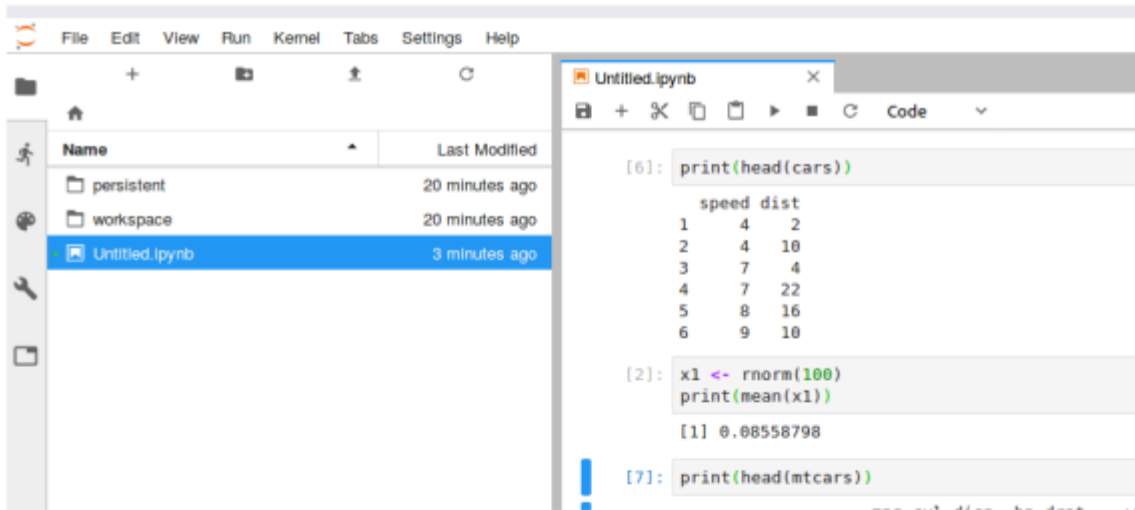 File Edit View Run Kernel Tabs Settings Help
Name Last Modified
persistent 20 minutes ago
workspace 20 minutes ago
Untitled.ipynb 3 minutes ago
Untitled.ipynb
Code
[6]: print(head(cars))
speed dist
1 4 2
2 4 10
3 7 4
4 7 22
5 8 16
6 9 10
[2]: x1 <- rnorm(100)
print(mean(x1))
[1] 0.08558798
[7]: print(head(mtcars))